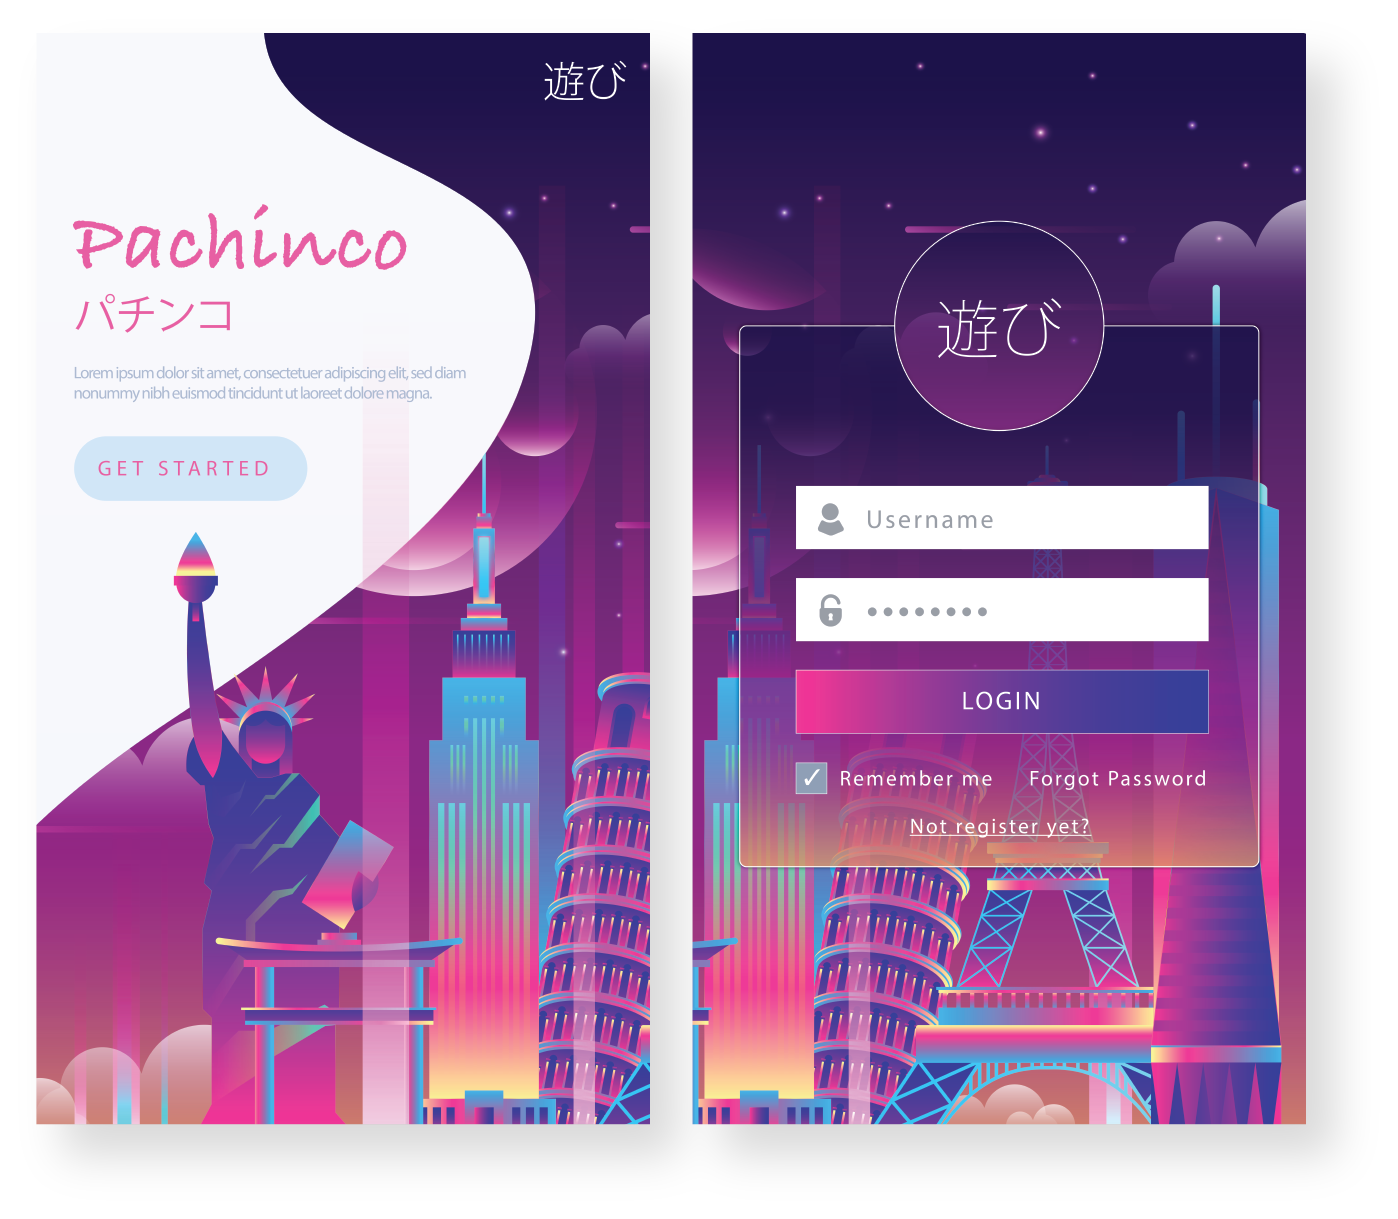 遊び
Pachinco
パチンコ
Lorem ipsum dolor sit amet, consectetuer adipiscing elit, sed diam
nonummy nibh euismod tincidunt ut laoreet dolore magna.
GET STARTED
遊び
Username
LOGIN
✓ Remember me Forgot Password
Not register yet?